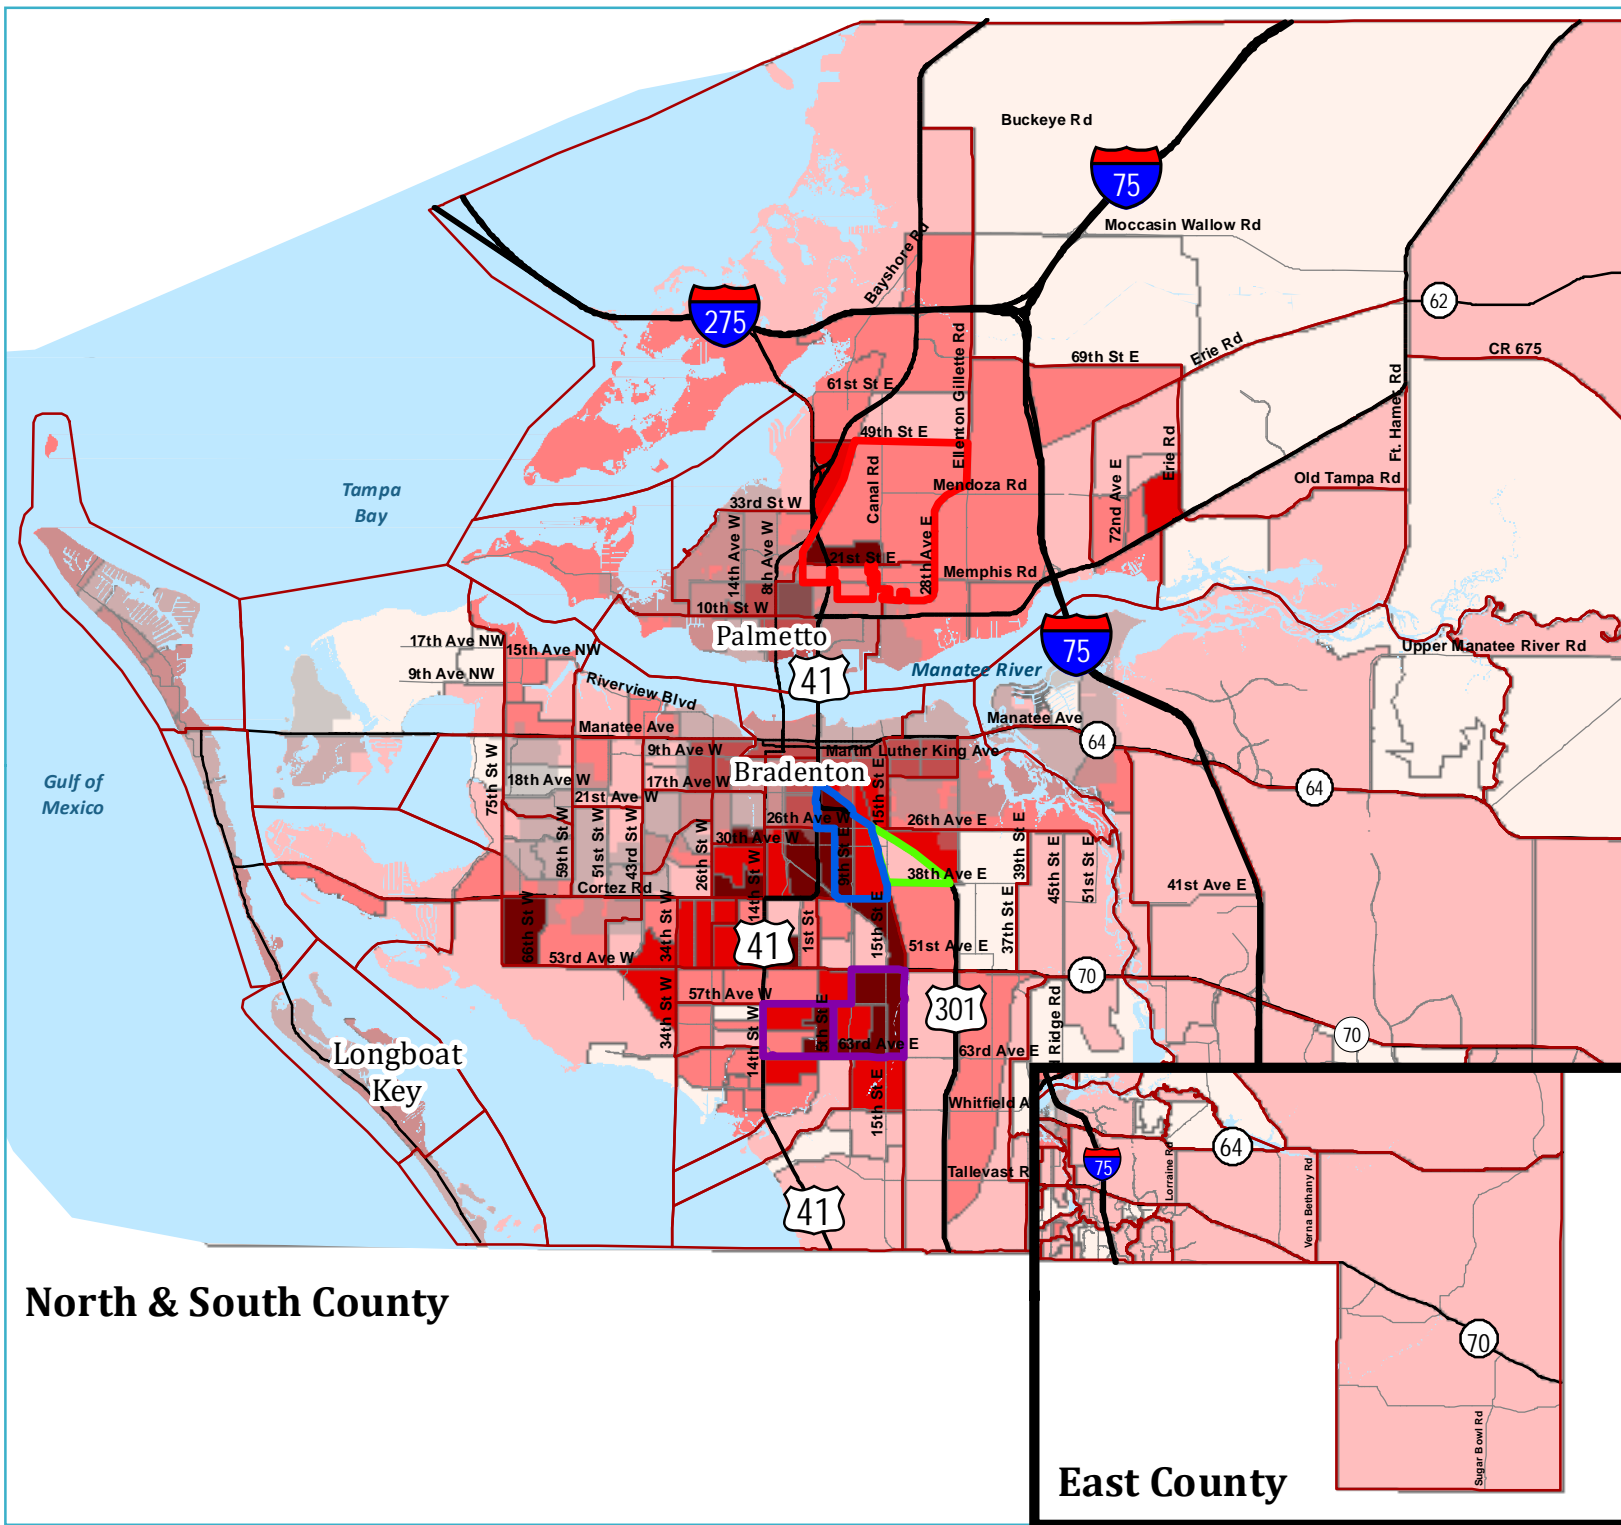 Buckeye Rd
75
Moccasin Wallow Rd
Bayshore Rd
62
275
Ellenton Gillette Rd
69th St E
Erie Rd
CR 675
61st St E
Ft. Hamer Rd
49th St E
Erie Rd
Canal Rd
72nd Ave E
Old Tampa Rd
Mendoza Rd
Tampa
Bay
33rd St W
14th Ave W
8th Ave W
21st St E
28th Ave E
Memphis Rd
10th St W
Palmetto
75
17th Ave NW
15th Ave NW
Upper Manatee River Rd
9th Ave NW
Riverview Blvd
41
Manatee River
Manatee Ave
Manatee Ave
64
9th Ave W
Martin Luther King Ave
75th St W
Bradenton
15th St E
Gulf of
Mexico
18th Ave W
17th Ave W
64
21st Ave W
26th Ave W
26th Ave E
59th St W
51st St W
43rd St W
26th St W
30th Ave W
14th St W
9th St E
39th St E
45th St E
51st St E
38th Ave E
41st Ave E
Cortez Rd
66th St W
34th St W
41
1st St
15th St E
37th St E
51st Ave E
53rd Ave W
70
57th Ave W
301
34th St W
14th St W
5th St E
63rd Ave E
63rd Ave E
Ridge Rd
70
Longboat
Key
15th St E
Whitfield A
Tallevast R
41
75
64
Lorraine Rd
Verna Bethany Rd
70
Sugar Bowl Rd
North & South County
East County